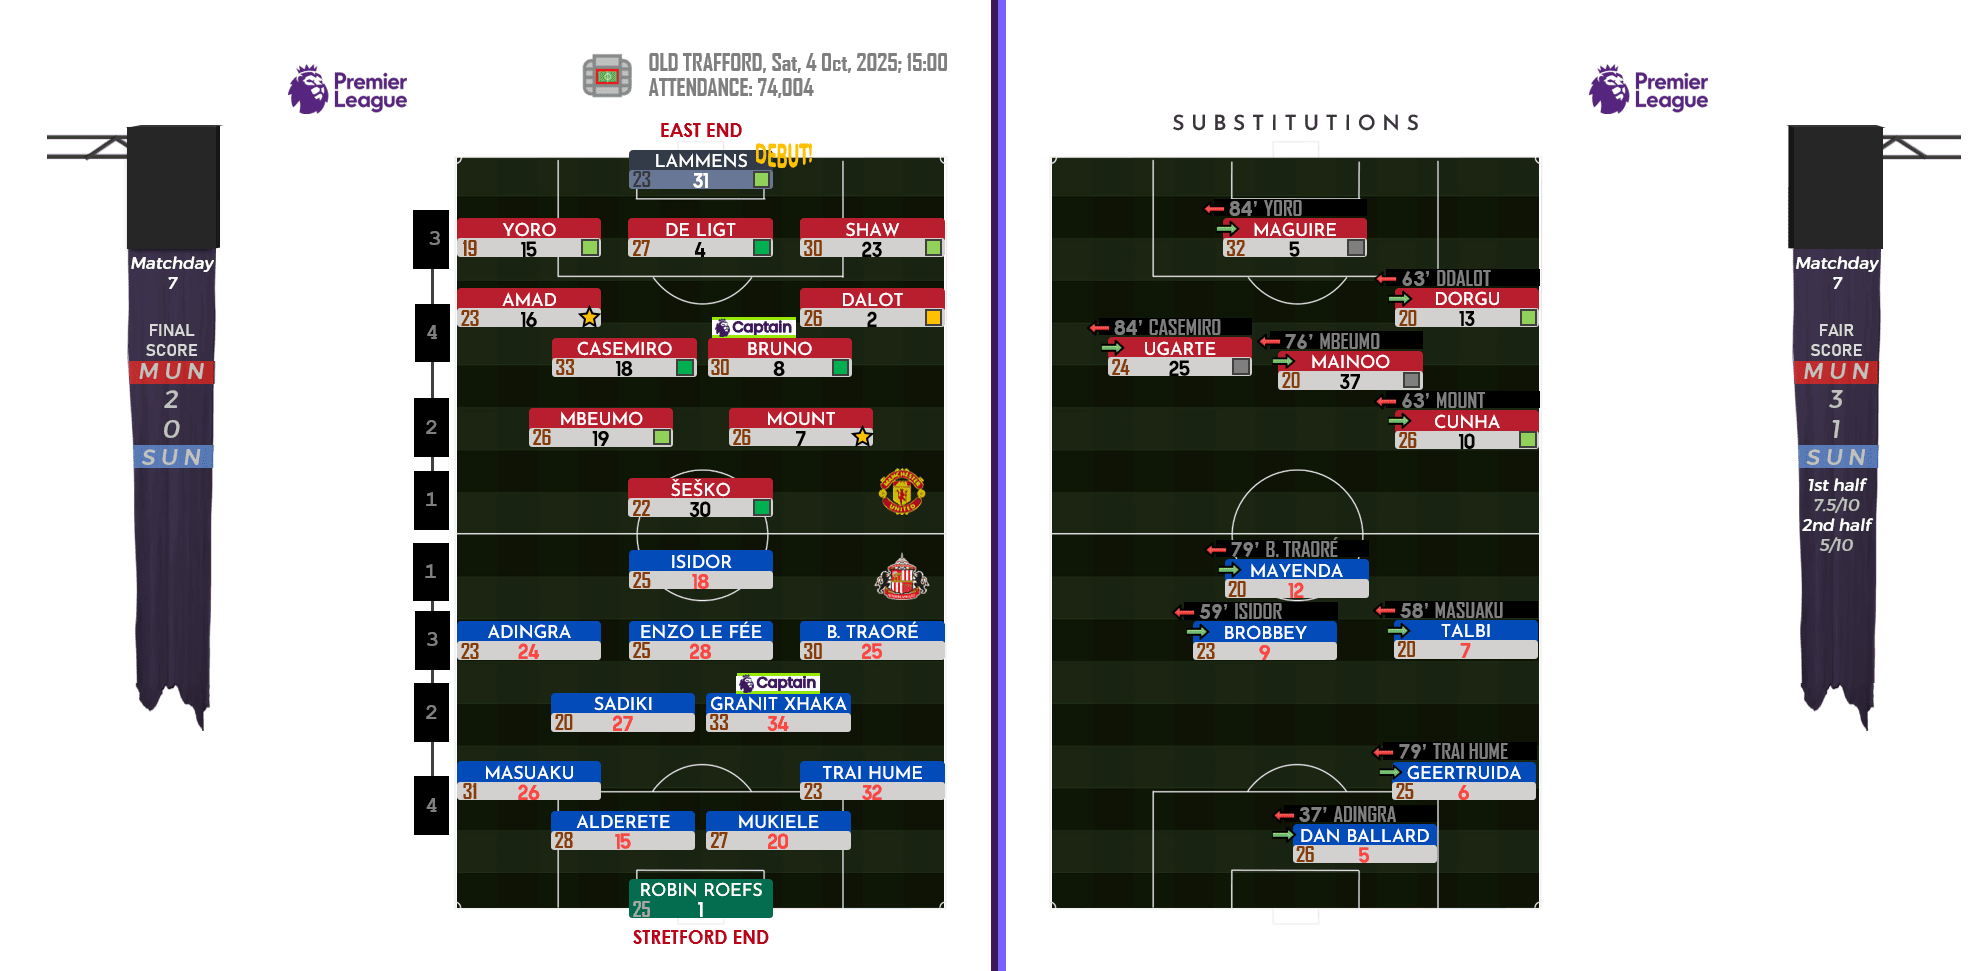 Premier
League
OLD TRAFFORD, Sat, 4 Oct, 2025; 15:00
ATTENDANCE: 74,004
EAST END
LAMMENS
DEBUT!
23 31
YORO
19 15
DE LIGT
27 4
SHAW
30 23
3
AMAD
23 16
DALOT
26 2
4
Captain
CASEMIRO
33 18
BRUNO
30 8
MBEUMO
26 19
MOUNT
26 7
2
ŠEŠKO
22 30
1
ISIDOR
25 18
1
ADINGRA
23 24
ENZO LE FÉE
25 28
B. TRAORÉ
30 25
3
Captain
SADIKI
20 27
GRANIT XHAKA
33 34
2
MASUAKU
31 26
TRAI HUME
23 32
4
ALDERETE
28 15
MUKIELE
27 20
ROBIN ROEFS
25 1
STRETFORD END
Matchday
7
FINAL
SCORE
MUN
2
0
SUN
Premier
League
SUBSTITUTIONS
84' YORO
MAGUIRE
32 5
63' DDALOT
DORGU
20 13
84' CASEMIRO
UGARTE
24 25
76' MBEUMO
MAINOO
20 37
63' MOUNT
CUNHA
26 10
79' B. TRAORÉ
MAYENDA
20 12
59' ISIDOR
BROBBEY
23 9
58' MASUAKU
TALBI
20 7
79' TRAI HUME
GEERTRUIDA
25 6
37' ADINGRA
DAN BALLARD
26 5
Matchday
7
FAIR
SCORE
MUN
3
1
SUN
1st half
7.5/10
2nd half
5/10